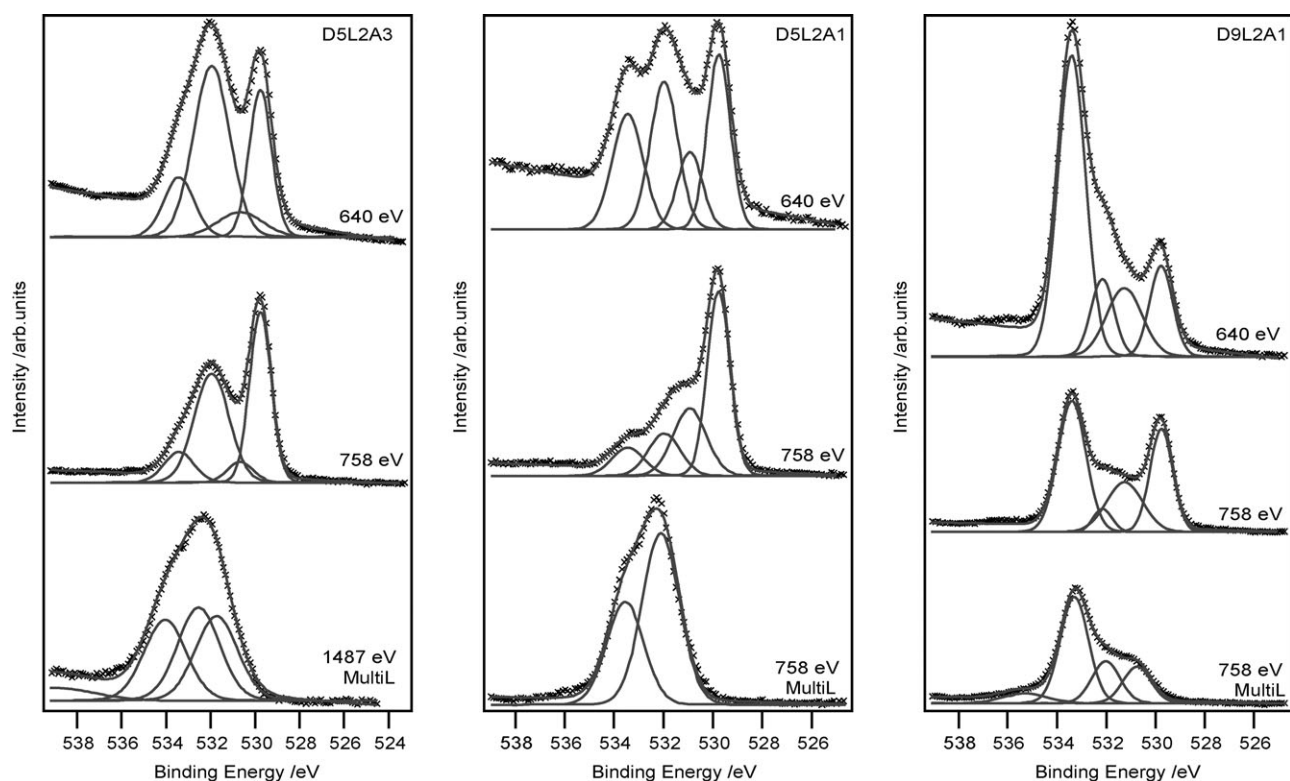 D5L2A3
640 eV
758 eV
1487 eV
MultiL
Intensity /arb.units
538 536 534 532 530 528 526 524
Binding Energy /eV
D5L2A1
640 eV
758 eV
758 eV
MultiL
Intensity /arb.units
538 536 534 532 530 528 526
Binding Energy /eV
D9L2A1
640 eV
758 eV
758 eV
MultiL
Intensity /arb.units
538 536 534 532 530 528 526
Binding Energy /eV